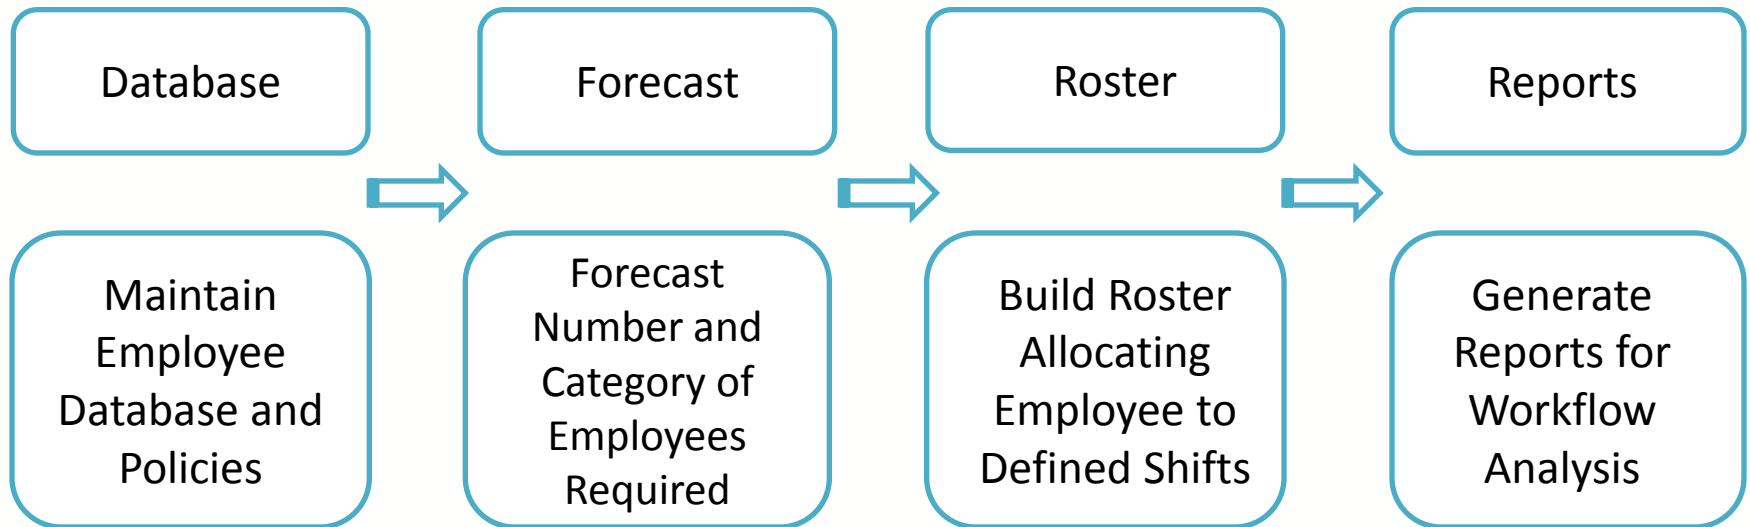 Database
Forecast
Roster
Reports
Maintain
Employee
Database and
Policies
Forecast
Number and
Category of
Employees
Required
Build Roster
Allocating
Employee to
Defined Shifts
Generate
Reports for
Workflow
Analysis